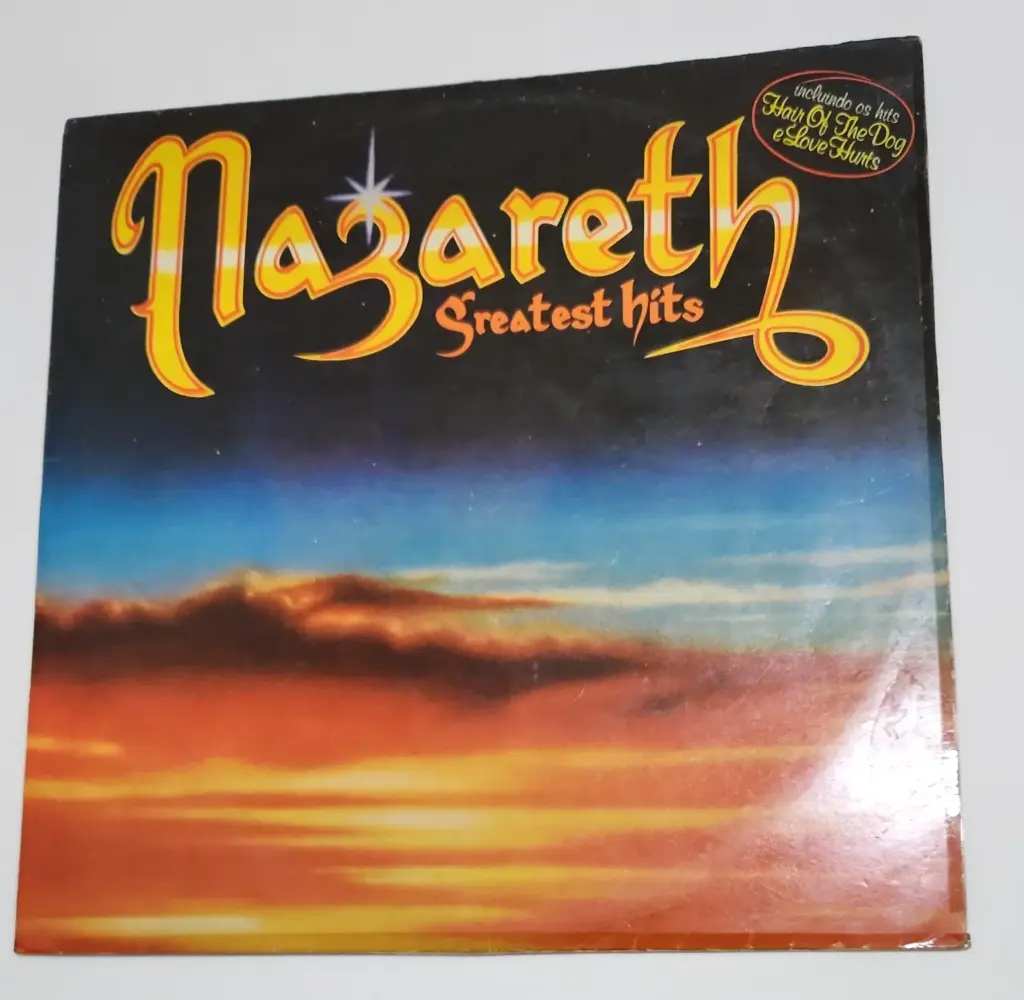 incluindo os hits
Hair Of The Dog
e Love Hurts
Nazareth
greatest hits